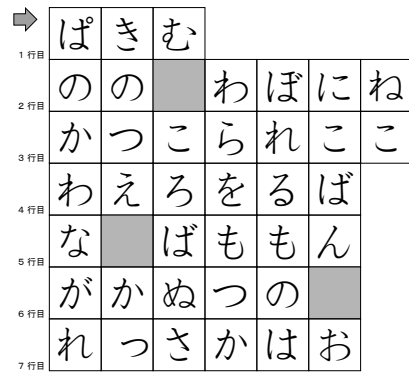 1行目 ぱきむ
2行目 のの わぼにね
3行目 かつこられここ
4行目 わえろをるば
5行目 な ばももん
6行目 がかぬつの
7行目 れっさかはお